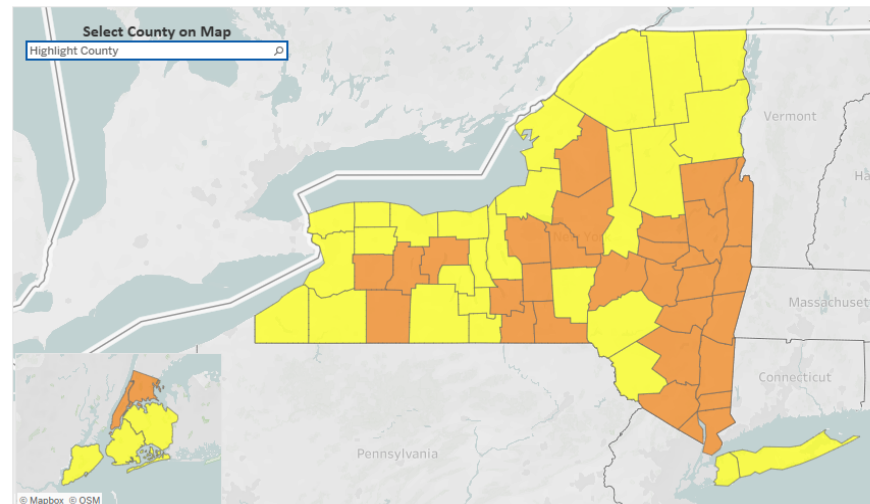 Select County on Map
Highlight County
Vermont
Massachuset
Connecticut
Pennsylvania
© Mapbox © OSM